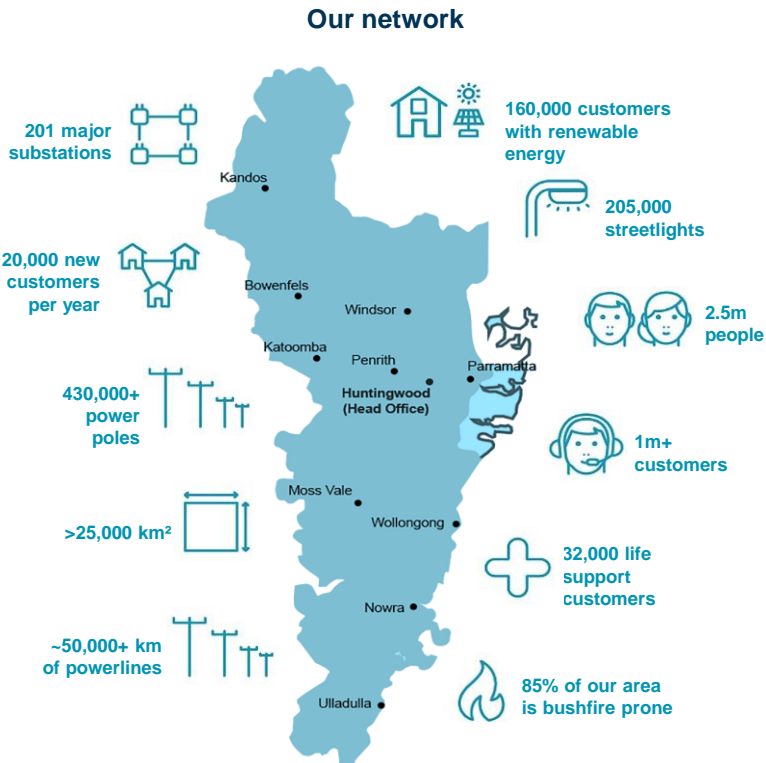 Our network
201 major
substations
160,000 customers
with renewable
energy
Kandos
205,000
streetlights
20,000 new
customers
per year
Bowenfels
Windsor
2.5m
people
Katoomba
Penrith
Parramatta
Huntingwood
(Head Office)
430,000+
power
poles
1m+
customers
Moss Vale
>25,000 km²
Wollongong
32,000 life
support
customers
Nowra
~50,000+ km
of powerlines
Ulladulla
85% of our area
is bushfire prone